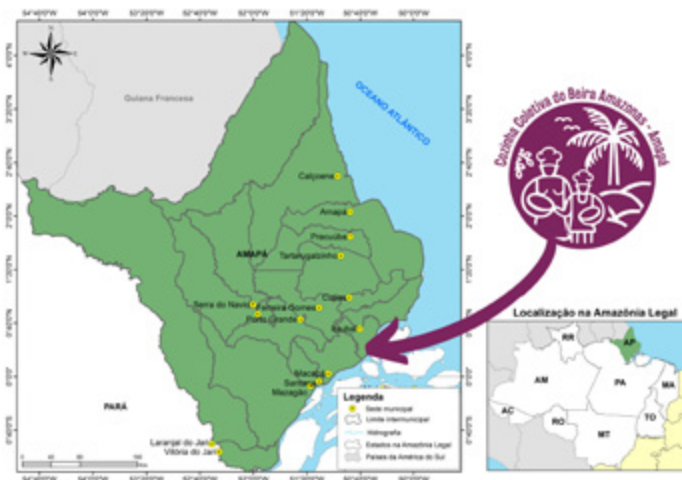 Guiana Francesa
OCEANO ATLÂNTICO
Calçoene
Amapá
Pracuúba
Tartarugalzinho
AMAPÁ
Cutias
Serra do Navio
Ferreira Gomes
Porto Grande
Itaubal
Macapá
Santana
Mazagão
PARÁ
Laranjal do Jari
Vitória do Jari
Legenda
Sede municipal
Limite intermunicipal
Hidrografia
Estados na Amazônia Legal
Países da América do Sul
Cozinha Coletiva do Beira Amazonas - Amapá
Localização na Amazônia Legal
RR
AP
AM
PA
MA
AC
RO
TO
MT